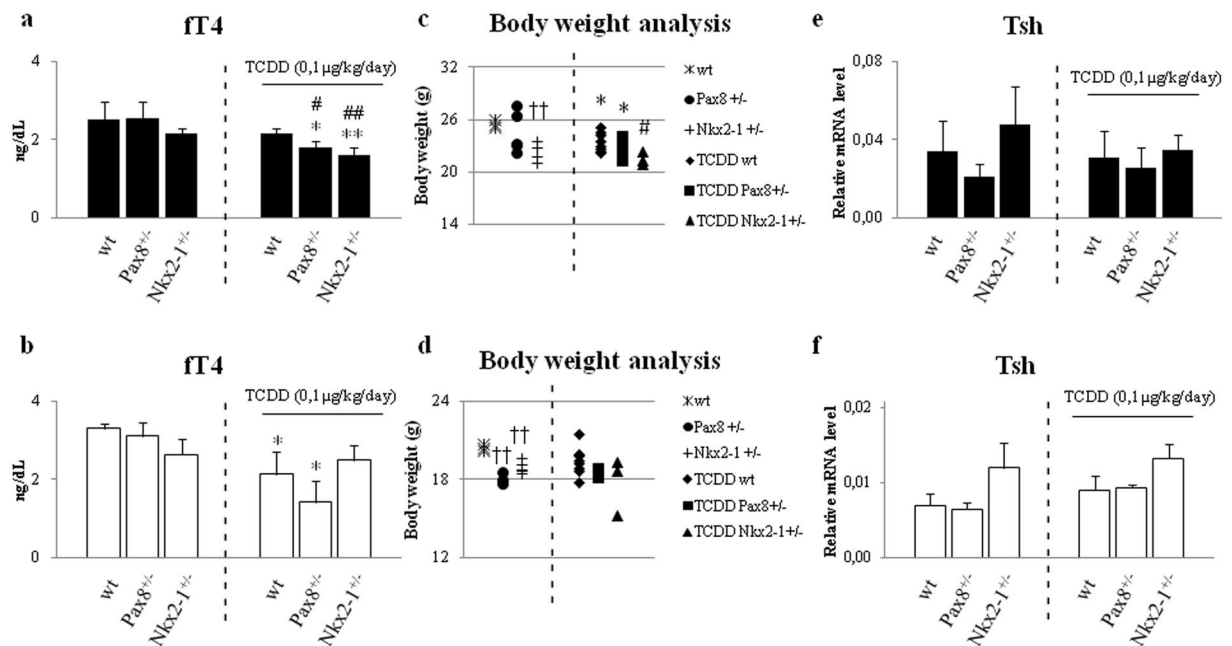 a
fT4
TCDD (0,1 µg/kg/day)
ng/dL
4
2
0
#
*
##
**
wt
Pax8+/-
Nkx2-1+/-
wt
Pax8+/-
Nkx2-1+/-
c
Body weight analysis
Body weight (g)
32
26
20
14
††
*
*
#
wt
Pax8 +/-
Nkx2-1 +/-
TCDD wt
TCDD Pax8+/-
TCDD Nkx2-1+/-
e
Tsh
TCDD (0,1 µg/kg/day)
Relative mRNA level
0,08
0,04
0,00
wt
Pax8+/-
Nkx2-1+/-
wt
Pax8+/-
Nkx2-1+/-
b
fT4
TCDD (0,1 µg/kg/day)
ng/dL
4
2
0
*
*
wt
Pax8+/-
Nkx2-1+/-
wt
Pax8+/-
Nkx2-1+/-
d
Body weight analysis
Body weight (g)
24
18
12
††
††
wt
Pax8 +/-
Nkx2-1 +/-
TCDD wt
TCDD Pax8+/-
TCDD Nkx2-1+/-
f
Tsh
TCDD (0,1 µg/kg/day)
Relative mRNA level
0,02
0,01
0,00
wt
Pax8+/-
Nkx2-1+/-
wt
Pax8+/-
Nkx2-1+/-